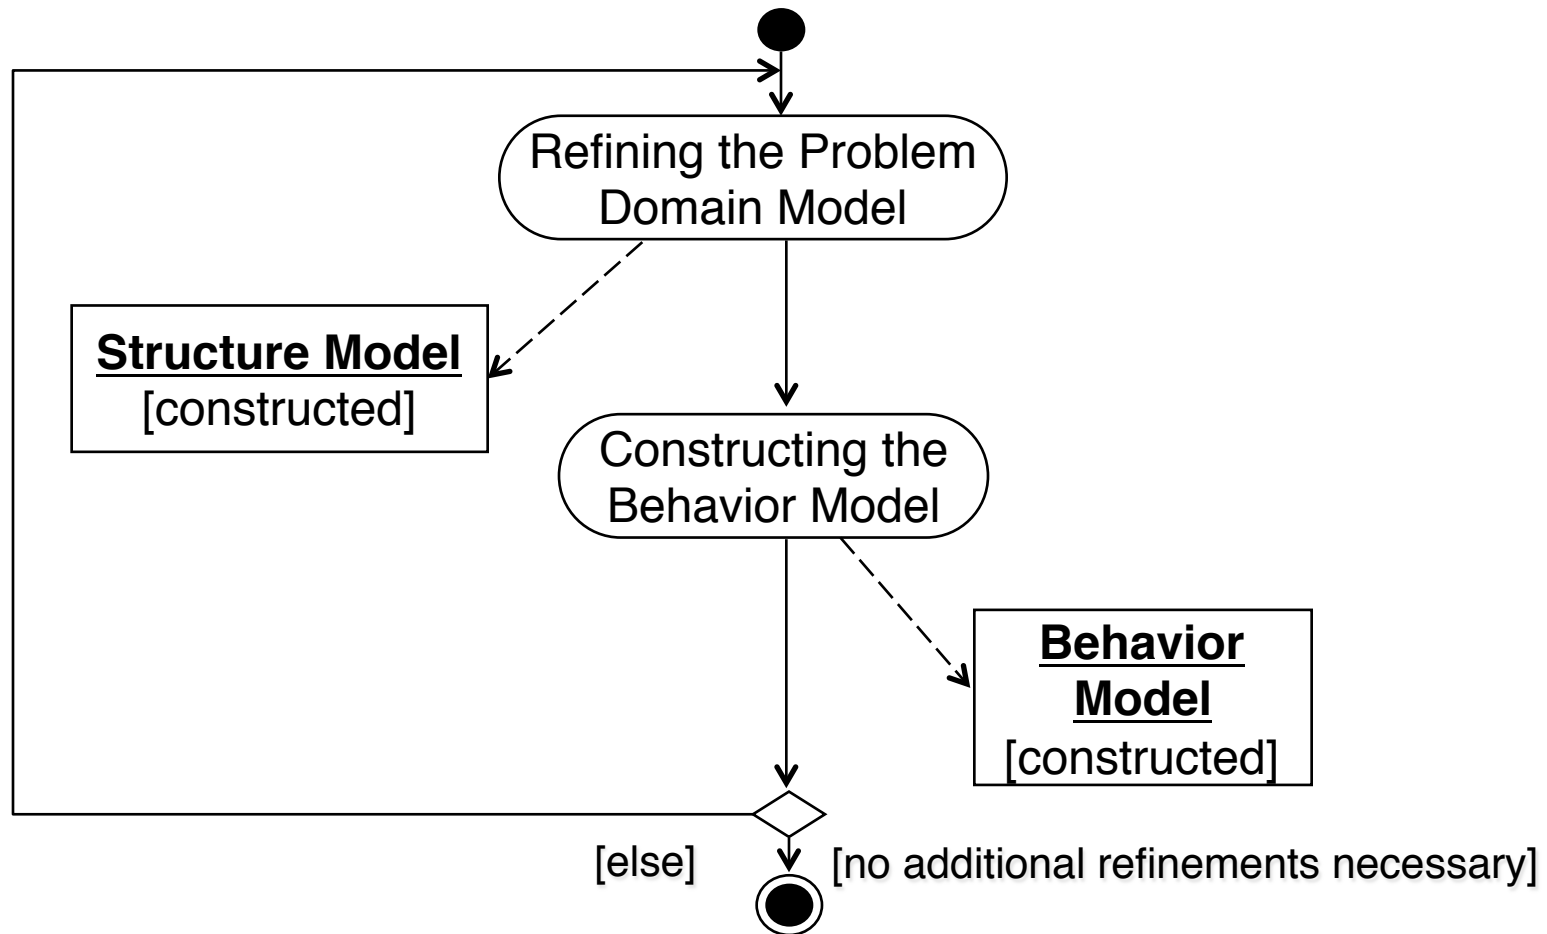 Refining the Problem
Domain Model
Structure Model
[constructed]
Constructing the
Behavior Model
Behavior
Model
[constructed]
[else]
[no additional refinements necessary]